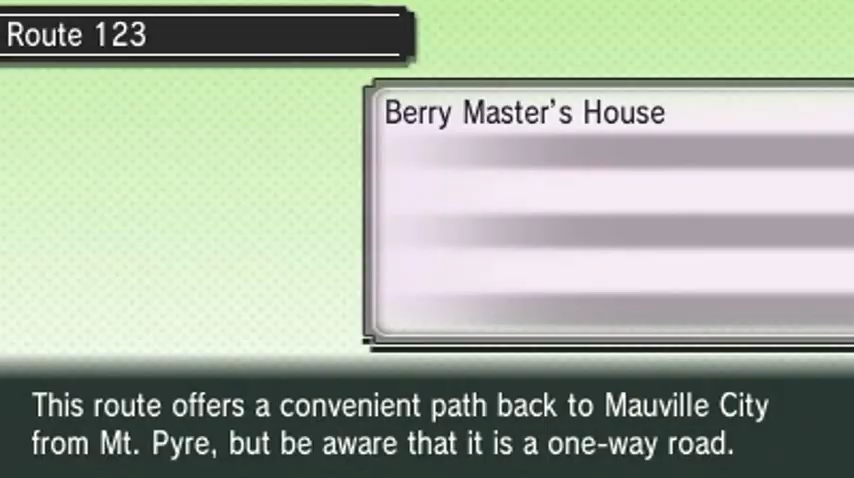 Route 123
Berry Master's House
This route offers a convenient path back to Mauville City
from Mt. Pyre, but be aware that it is a one-way road.